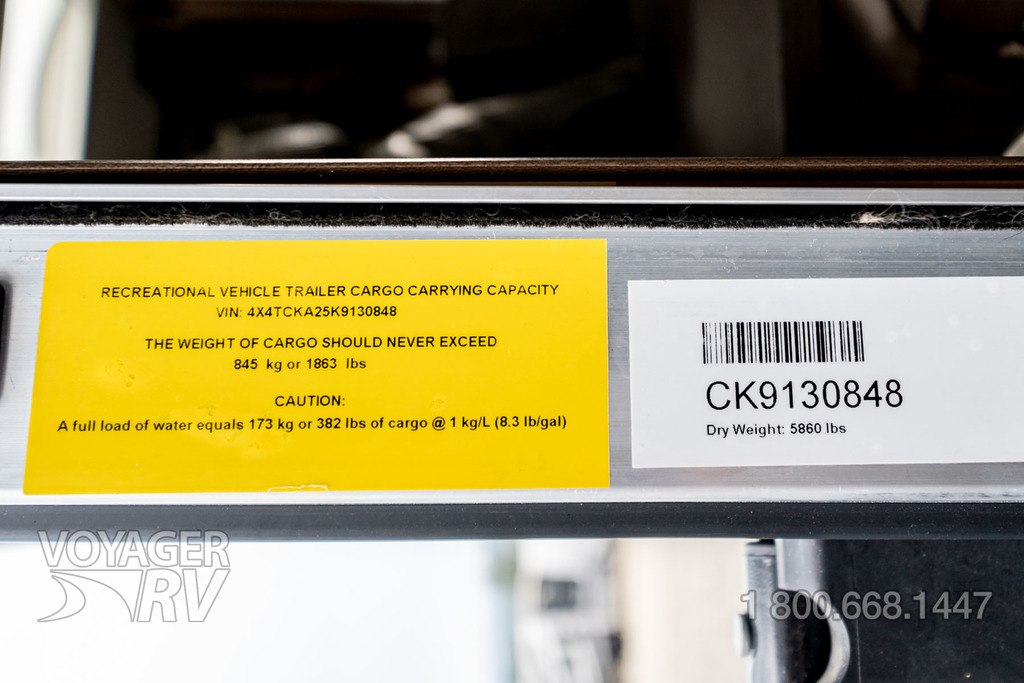 RECREATIONAL VEHICLE TRAILER CARGO CARRYING CAPACITY
VIN: 4X4TCKA25K9130848
THE WEIGHT OF CARGO SHOULD NEVER EXCEED
845 kg or 1863 lbs
CAUTION:
A full load of water equals 173 kg or 382 lbs of cargo @ 1 kg/L (8.3 lb/gal)
CK9130848
Dry Weight: 5860 lbs
VOYAGER
RV
1 800.668.1447